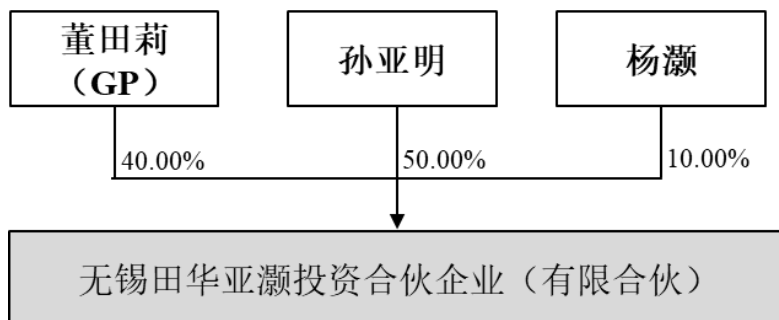 董田莉
（GP）
孙亚明
杨灏
40.00%
50.00%
10.00%
无锡田华亚灏投资合伙企业（有限合伙）